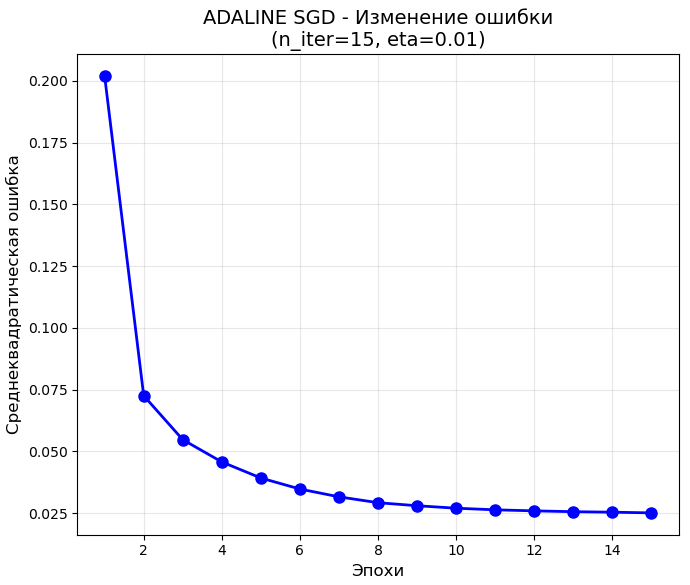 ADALINE SGD - Изменение ошибки
(n_iter=15, eta=0.01)
Среднеквадратическая ошибка
0.200
0.175
0.150
0.125
0.100
0.075
0.050
0.025
2 4 6 8 10 12 14
Эпохи